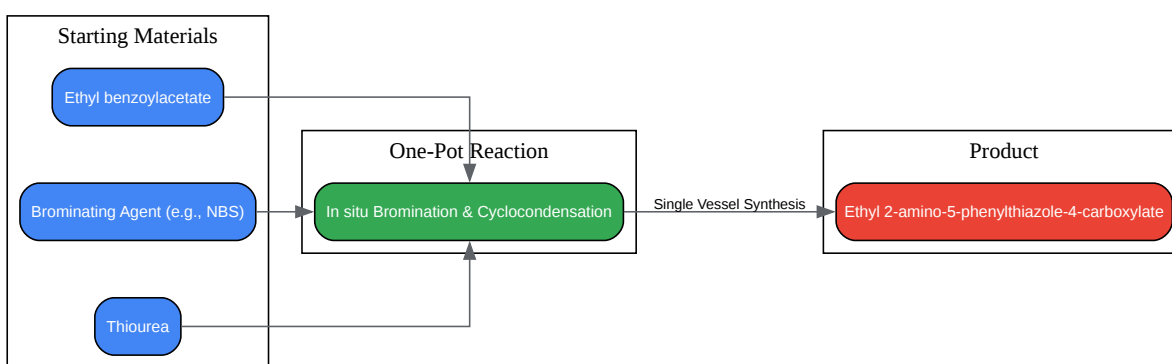 Starting Materials
Ethyl benzoylacetate
Brominating Agent (e.g., NBS)
Thiourea
One-Pot Reaction
In situ Bromination & Cyclocondensation
Single Vessel Synthesis
Product
Ethyl 2-amino-5-phenylthiazole-4-carboxylate